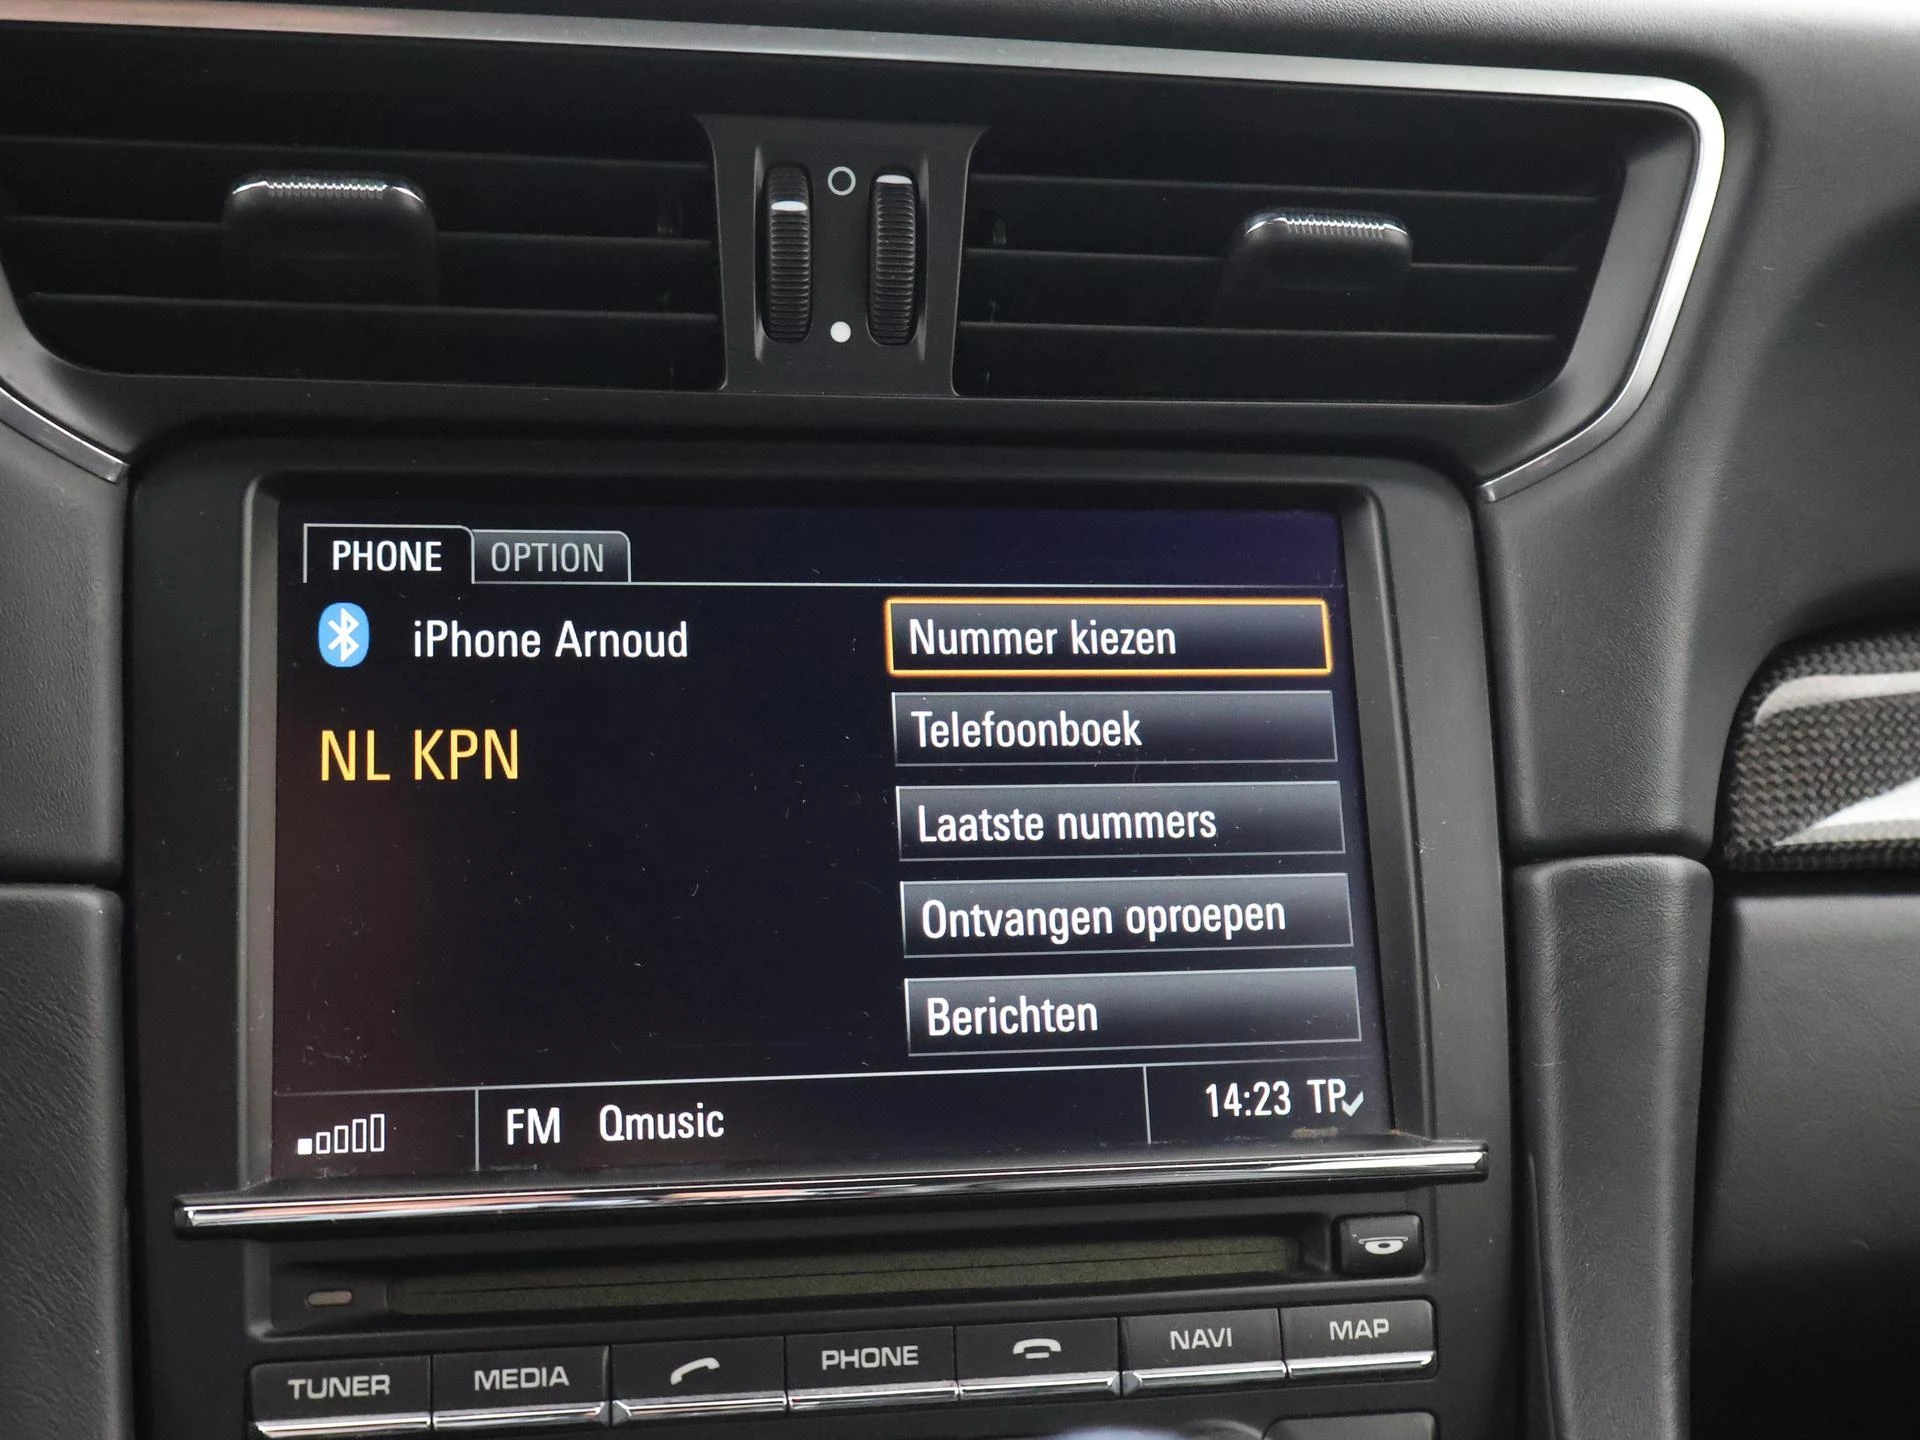 PHONE OPTION
iPhone Arnoud
NL KPN
Nummer kiezen
Telefoonboek
Laatste nummers
Ontvangen oproepen
Berichten
FM Qmusic 14:23 TP
TUNER MEDIA PHONE NAVI MAP